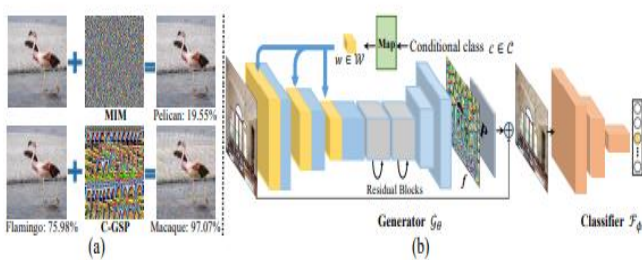 MIM
Pelican: 19.55%
Flamingo: 75.98%
C-GSP
Macaque: 97.07%
(a)
w ∈ W
Map
Conditional class c ∈ C
Residual Blocks
f
Generator G_θ
(b)
Classifier F_ϕ